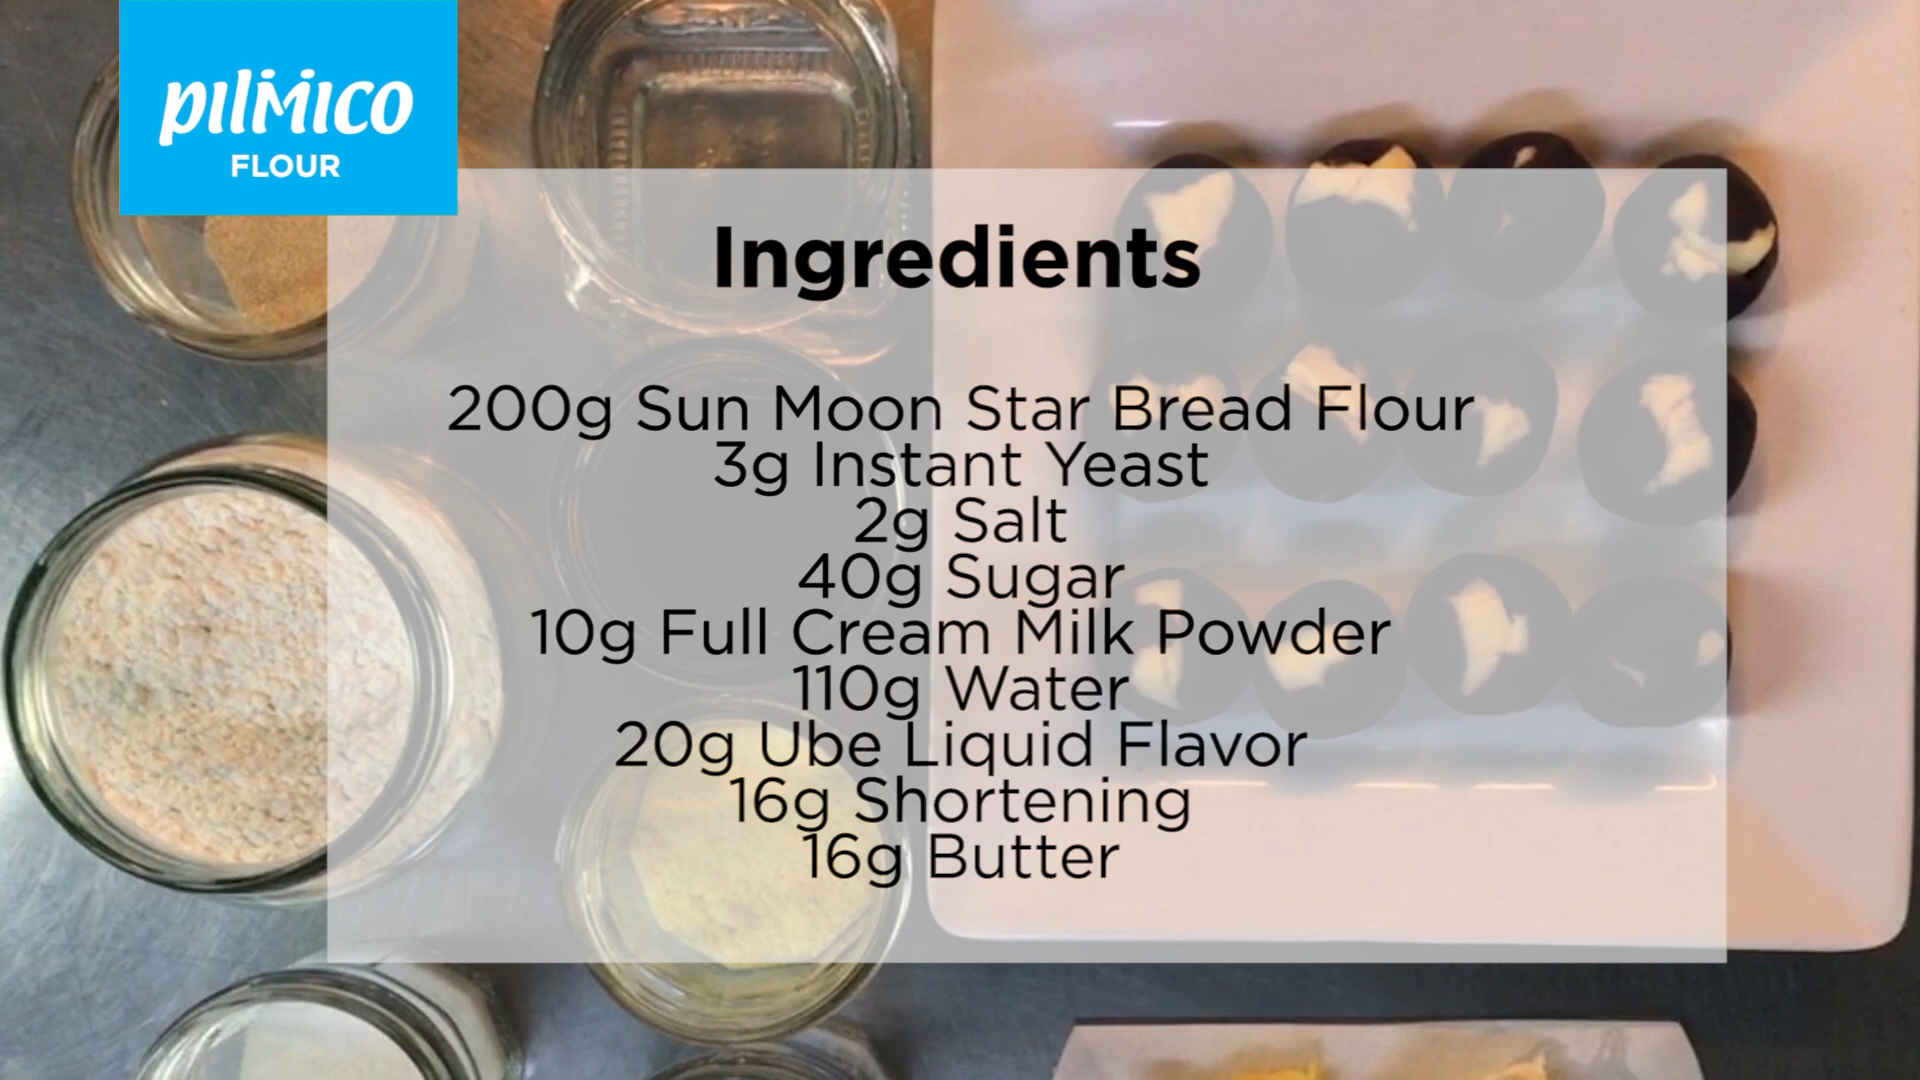 pilmico
FLOUR
Ingredients
200g Sun Moon Star Bread Flour
3g Instant Yeast
2g Salt
40g Sugar
10g Full Cream Milk Powder
110g Water
20g Ube Liquid Flavor
16g Shortening
16g Butter